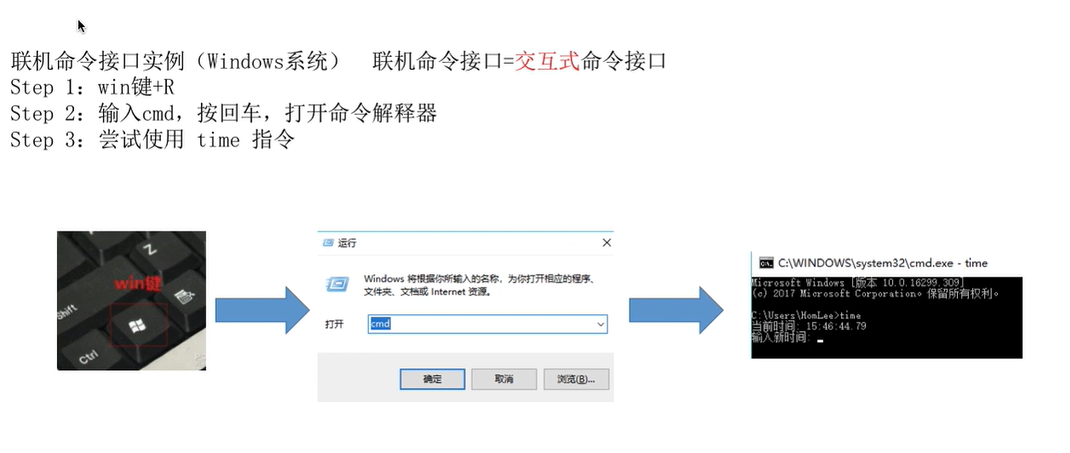 联机命令接口实例（Windows系统） 联机命令接口=交互式命令接口
Step 1：win键+R
Step 2：输入cmd，按回车，打开命令解释器
Step 3：尝试使用 time 指令
Z
win键
Shift
Ctrl
运行
Windows 将根据你所输入的名称，为你打开相应的程序、
文件夹、文档或 Internet 资源。
打开 cmd
确定 取消 浏览(B)...
C:\WINDOWS\system32\cmd.exe - time
Microsoft Windows [版本 10.0.16299.309]
(c) 2017 Microsoft Corporation。保留所有权利。
C:\Users\HomLee>time
当前时间: 15:46:44.79
输入新时间: